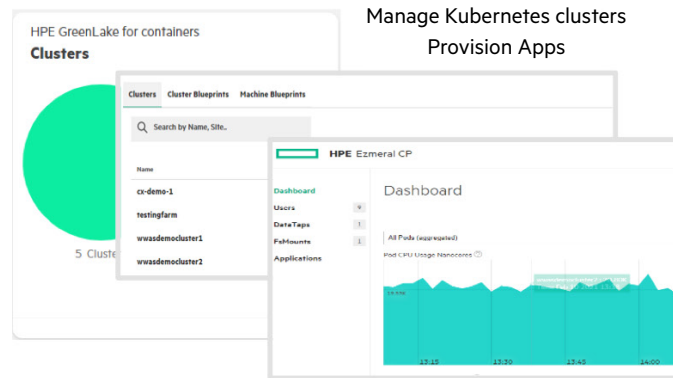 Manage Kubernetes clusters
Provision Apps
HPE GreenLake for containers
Clusters
5 Cluste
Clusters Cluster Blueprints Machine Blueprints
Search by Name, Site..
Name
cx-demo-1
testingfarm
wwasdemocluster1
wwasdemocluster2
HPE Ezmeral CP
Dashboard
Users
DataTaps 1
FsMounts 1
Applications
Dashboard
All Pods (aggregated)
Pod CPU Usage Nanocores
13:15 13:30 13:45 14:00